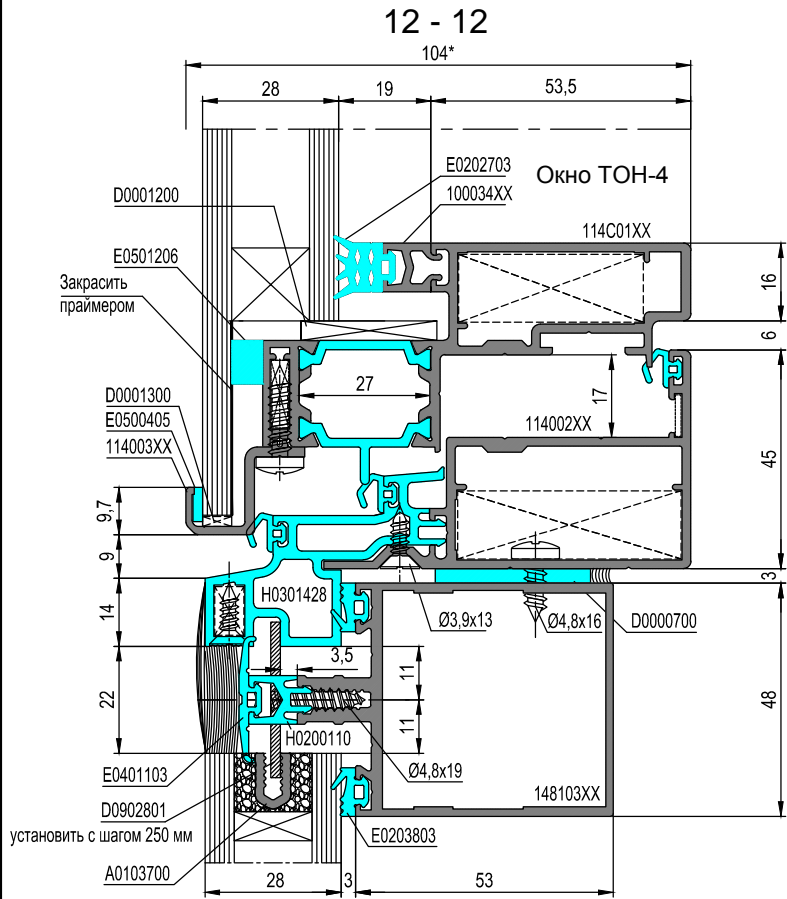 12 - 12
104*
28
19
53,5
E0202703
Окно ТОН-4
D0001200
100034XX
114C01XX
E0501206
16
Закрасить
праймером
6
27
17
D0001300
E0500405
114002XX
114003XX
45
9,7
9
3
H0301428
14
Ø3,9x13
Ø4,8x16
D0000700
3,5
11
22
48
11
H0200110
Ø4,8x19
E0401103
148103XX
D0902801
установить с шагом 250 мм
E0203803
A0103700
28
3
53